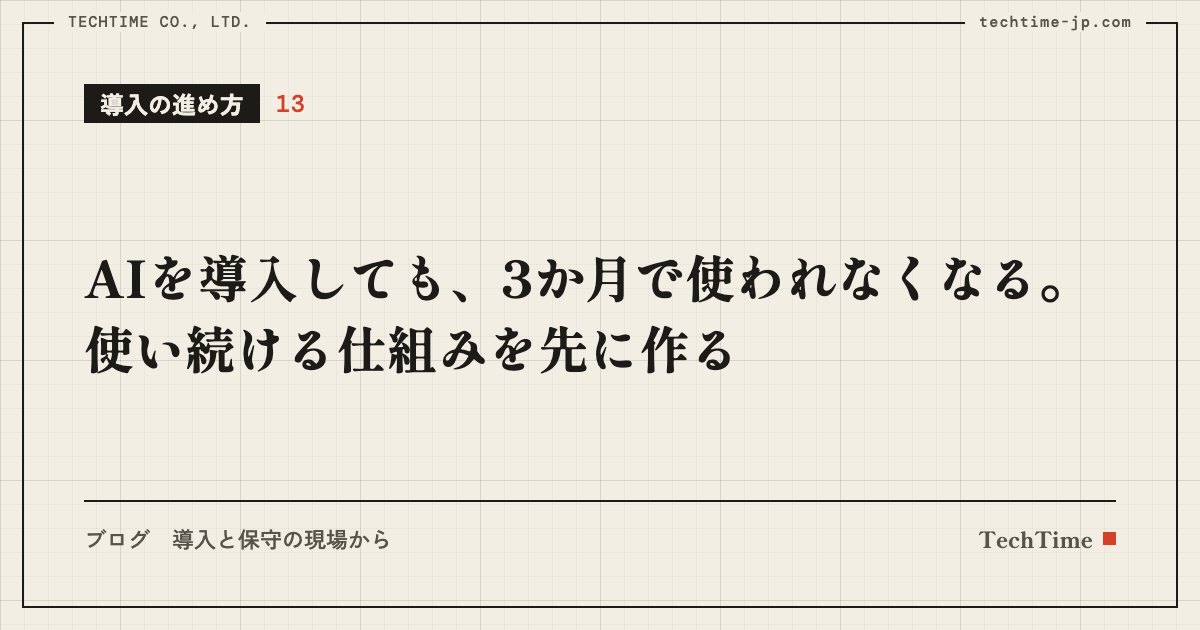 TECHTIME CO., LTD.
techtime-jp.com
導入の進め方 13
AIを導入しても、3か月で使われなくなる。
使い続ける仕組みを先に作る
ブログ　導入と保守の現場から
TechTime